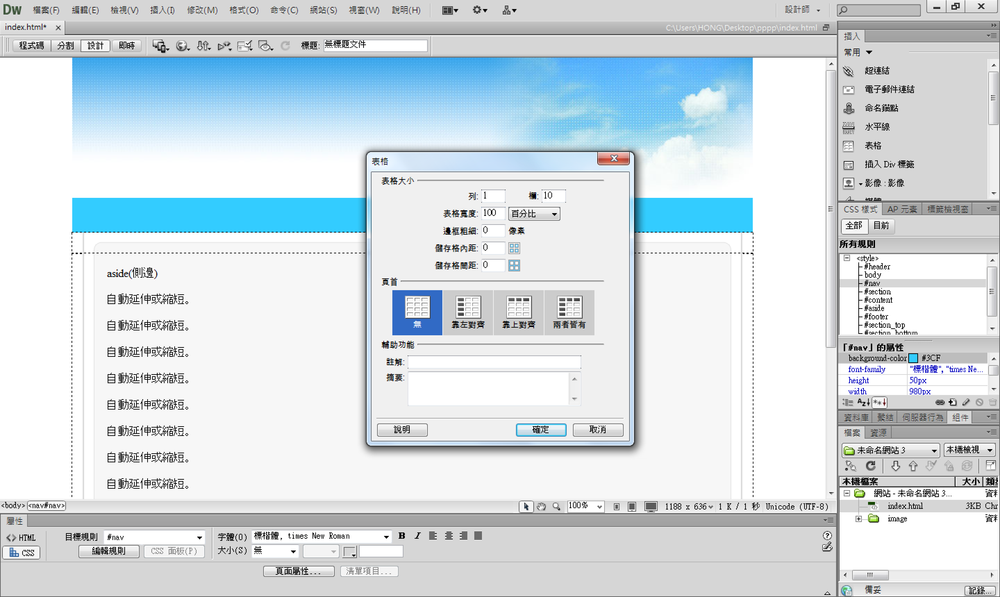 Dw 檔案(F) 編輯(E) 檢視(V) 插入(I) 修改(M) 格式(O) 命令(C) 網站(S) 視窗(W) 說明(H) 設計師
index.html* C:\Users\HONG\Desktop\pppp\index.html
程式碼 分割 設計 即時 標題: 無標題文件
表格
表格大小
列: 1 欄: 10
表格寬度: 100 百分比
邊框粗細: 0 像素
儲存格內距: 0
儲存格間距: 0
頁首
無 靠左對齊 靠上對齊 兩者皆有
輔助功能
註解:
摘要:
說明 確定 取消
aside(側邊)
自動延伸或縮短。
自動延伸或縮短。
自動延伸或縮短。
自動延伸或縮短。
自動延伸或縮短。
自動延伸或縮短。
自動延伸或縮短。
自動延伸或縮短。
<body> <nav#nav> 100% 1188 x 636 1 K / 1 秒 Unicode (UTF-8)
屬性
HTML 目標規則 #nav 字體(O) 標楷體, times New Roman B I
CSS 編輯規則 CSS 面板(P) 大小(S) 無
頁面屬性... 清單項目...
插入
常用
超連結
電子郵件連結
命名錨點
水平線
表格
插入 Div 標籤
影像 : 影像
媒體
CSS 樣式 AP 元素 標籤檢視窗
全部 目前
所有規則
<style>
#header
body
#nav
#section
#content
#aside
#footer
#section_top
#section_bottom
「#nav」的屬性
background-color #3CF
font-family "標楷體", "times Ne...
height 50px
width 980px
資料庫 繫結 伺服器行為 組件
檔案 資源
未命名網站 3 本機檢視
本機檔案 大小
網站 - 未命名網站 3...
index.html 3KB Chr
image
備妥 記錄...